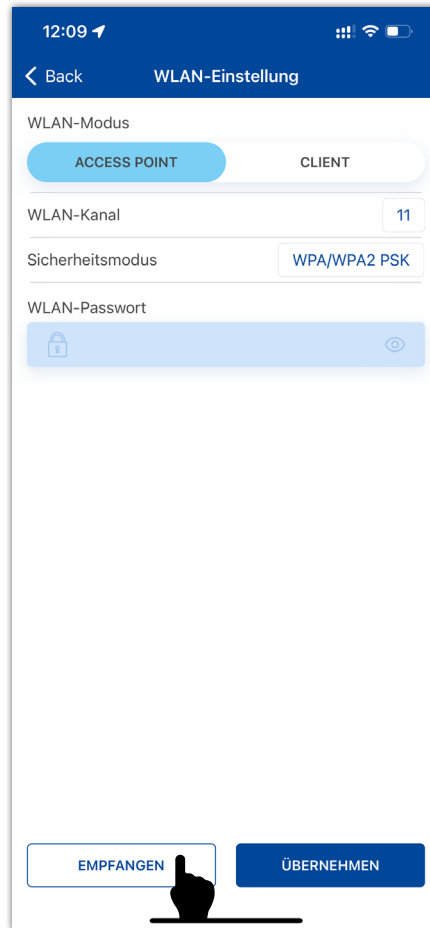 12:09
Back WLAN-Einstellung
WLAN-Modus
ACCESS POINT CLIENT
WLAN-Kanal 11
Sicherheitsmodus WPA/WPA2 PSK
WLAN-Passwort
EMPFANGEN ÜBERNEHMEN